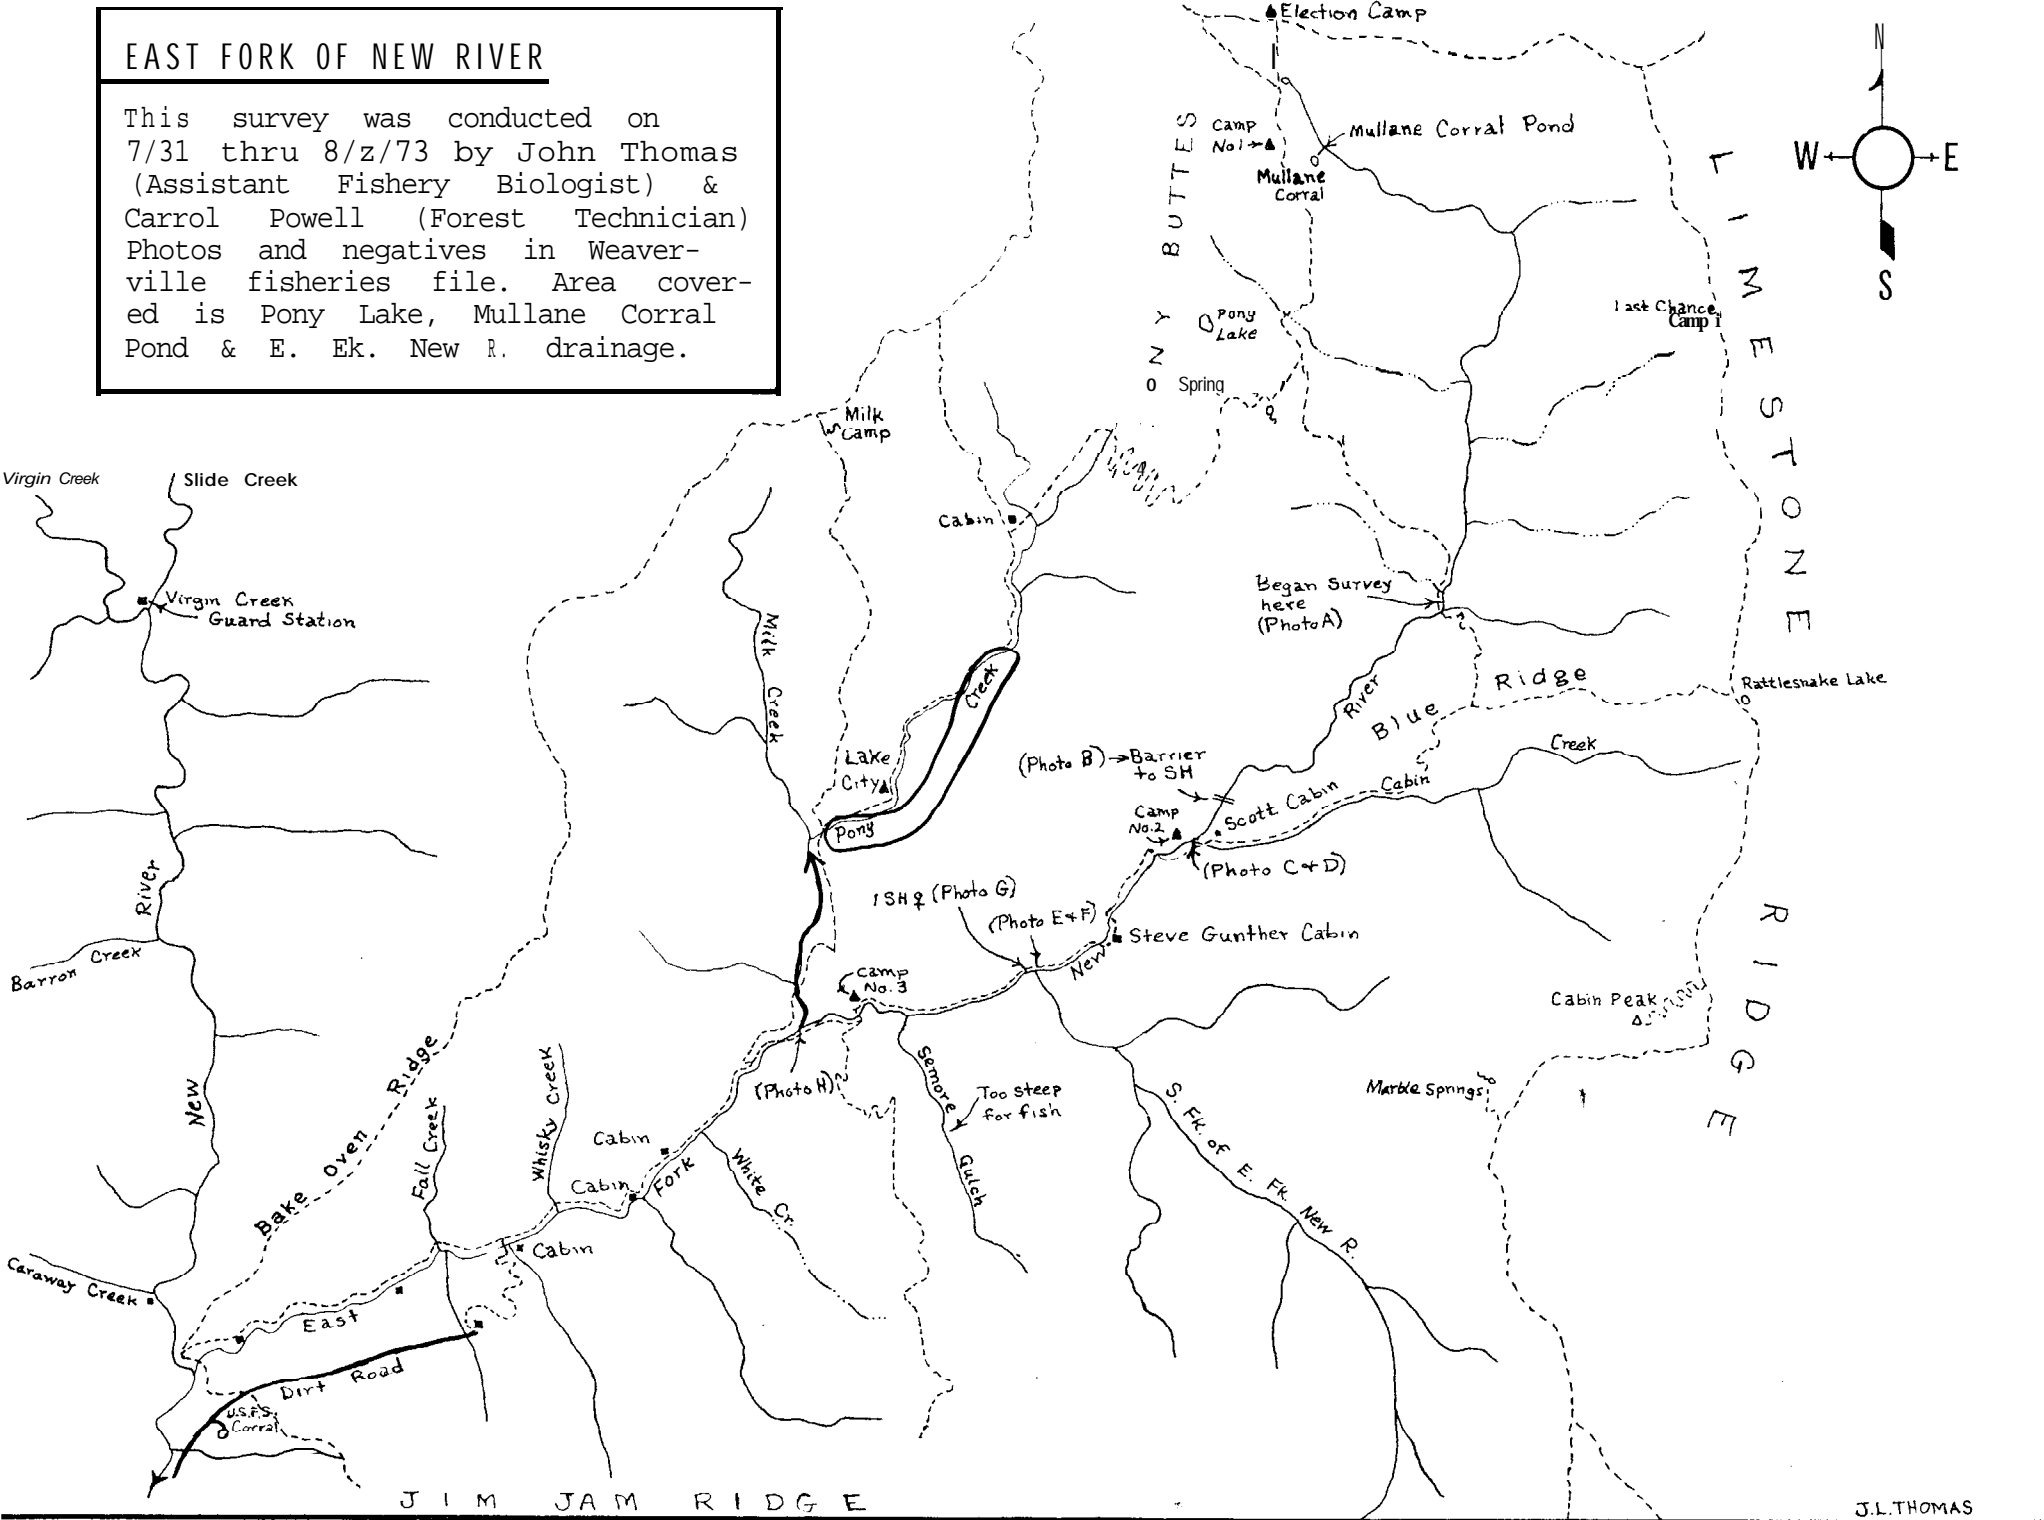 EAST FORK OF NEW RIVER
This survey was conducted on
7/31 thru 8/z/73 by John Thomas
(Assistant Fishery Biologist) &
Carrol Powell (Forest Technician)
Photos and negatives in Weaver-
ville fisheries file. Area cover-
ed is Pony Lake, Mullane Corral
Pond & E. Ek. New R. drainage.
Election Camp
N
W
E
S
Camp
No 1
Mullane Corral Pond
Mullane
Corral
PONY BUTTES
LIMESTONE RIDGE
Pony
Lake
Last Chance
Camp
Spring
Milk
Camp
Virgin Creek
Slide Creek
Cabin
Virgin Creek
Guard Station
Began Survey
here
(Photo A)
Milk Creek
Creek
Ridge
Rattlesnake Lake
River
Blue
Lake
City
(Photo B)
Barrier
to SH
Creek
Cabin
Scott Cabin
Camp
No.2
Pony
(Photo C & D)
River
1 SH♀ (Photo G)
(Photo E & F)
Steve Gunther Cabin
New
Barron Creek
Camp
No. 3
Cabin Peak
Ridge
Whisky Creek
(Photo H)
Semore Gulch
Too steep
for fish
Marble Springs
S. Fk. of E. Fk. New R.
New
Fall Creek
Cabin
White Cr.
Oven
Cabin
Fork
Bake
Cabin
Caraway Creek
East
Dirt Road
U.S.F.S.
Corral
JIM JAM RIDGE
J.L.THOMAS